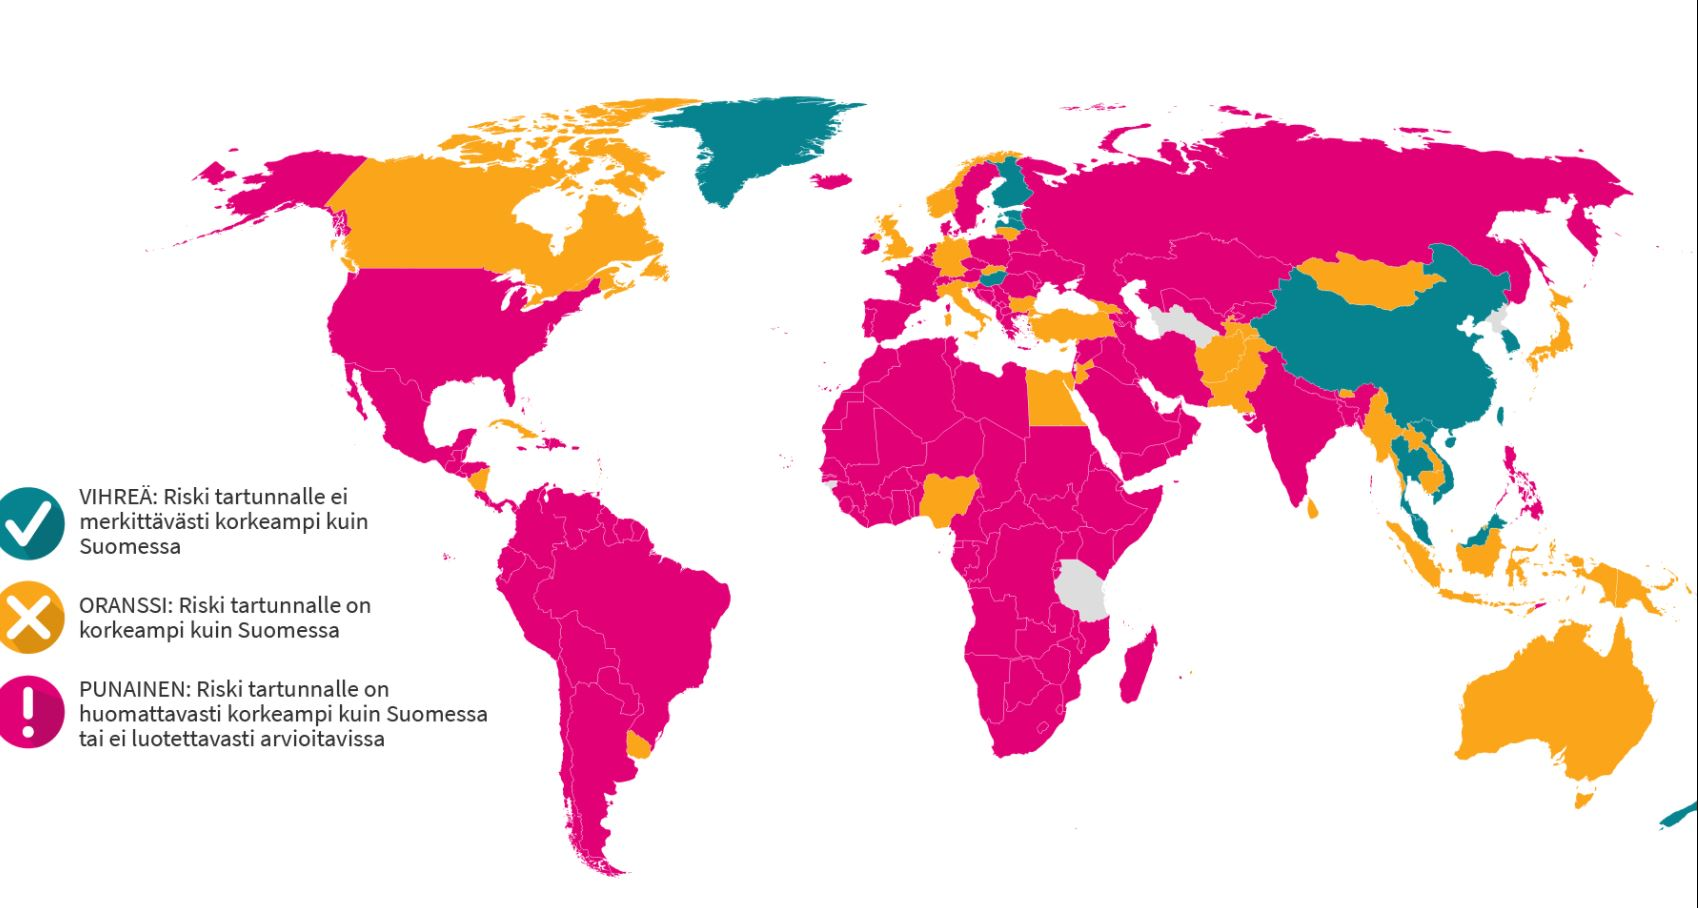 VIHREÄ: Riski tartunnalle ei
merkittävästi korkeampi kuin
Suomessa
ORANSSI: Riski tartunnalle on
korkeampi kuin Suomessa
PUNAINEN: Riski tartunnalle on
huomattavasti korkeampi kuin Suomessa
tai ei luotettavasti arvioitavissa